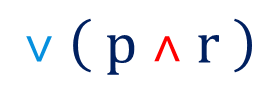 ∨ ( p ∧ r )